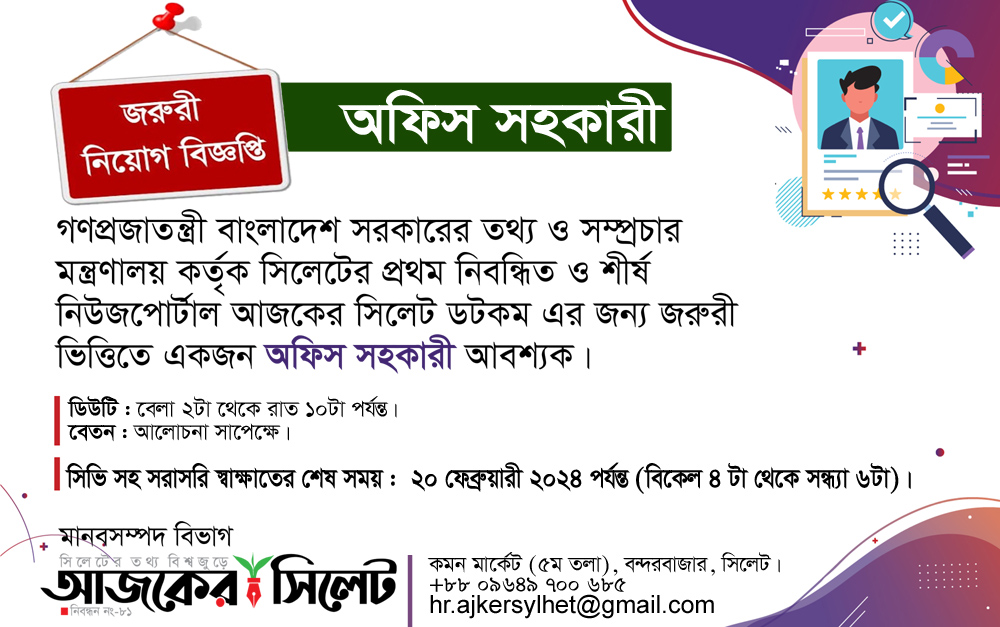 জরুরী
নিয়োগ বিজ্ঞপ্তি
অফিস সহকারী
গণপ্রজাতন্ত্রী বাংলাদেশ সরকারের তথ্য ও সম্প্রচার
মন্ত্রণালয় কর্তৃক সিলেটের প্রথম নিবন্ধিত ও শীর্ষ
নিউজপোর্টাল আজকের সিলেট ডটকম এর জন্য জরুরী
ভিত্তিতে একজন অফিস সহকারী আবশ্যক।
ডিউটি : বেলা ২টা থেকে রাত ১০টা পর্যন্ত।
বেতন : আলোচনা সাপেক্ষে।
সিভি সহ সরাসরি স্বাক্ষাতের শেষ সময় : ২০ ফেব্রুয়ারী ২০২৪ পর্যন্ত (বিকেল ৪ টা থেকে সন্ধ্যা ৬টা)।
মানবসম্পদ বিভাগ
সিলেটের তথ্য বিশ্বজুড়ে
আজকের সিলেট
নিবন্ধন নং-৮১
কমন মার্কেট (৫ম তলা), বন্দরবাজার, সিলেট।
+৮৮ ০৯৬৪৯ ৭০০ ৬৮৫
hr.ajkersylhet@gmail.com